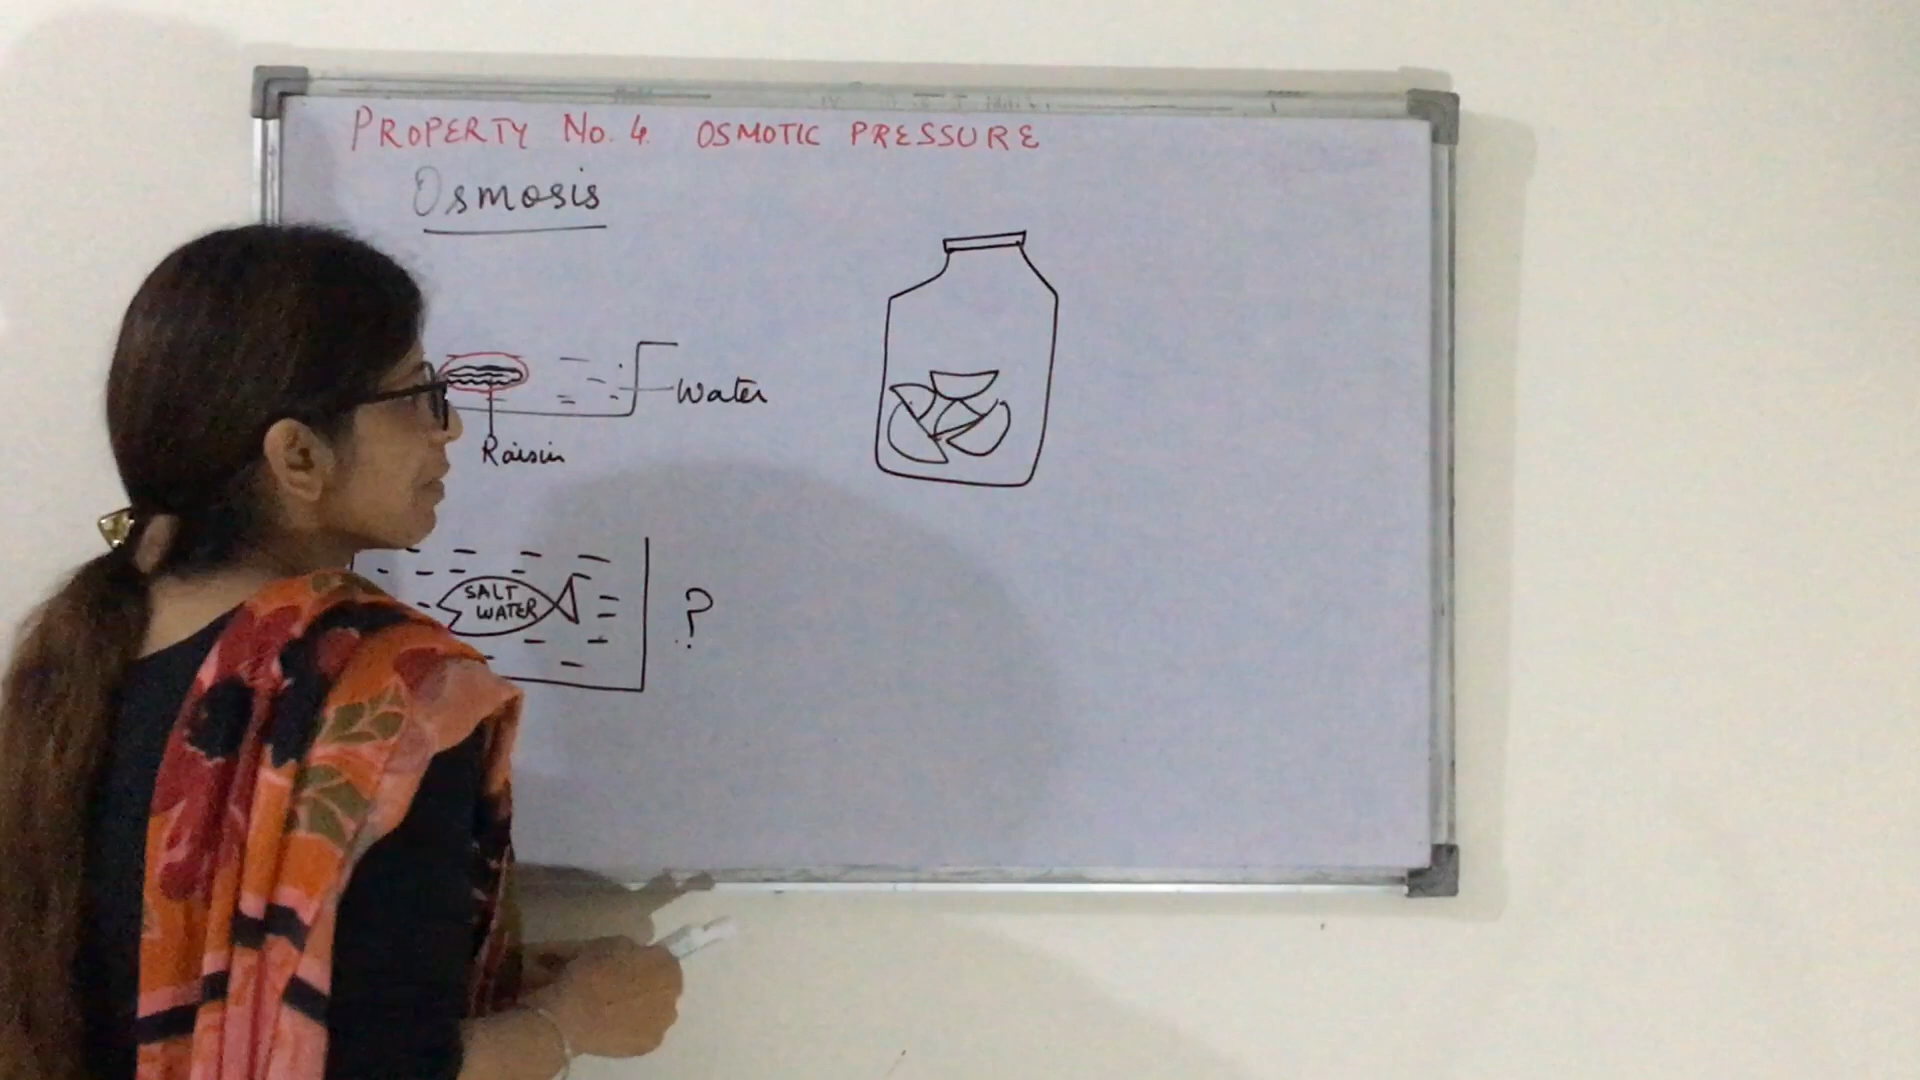 PROPERTY No. 4. OSMOTIC PRESSURE
Osmosis
Water
Raisin
SALT
WATER
?